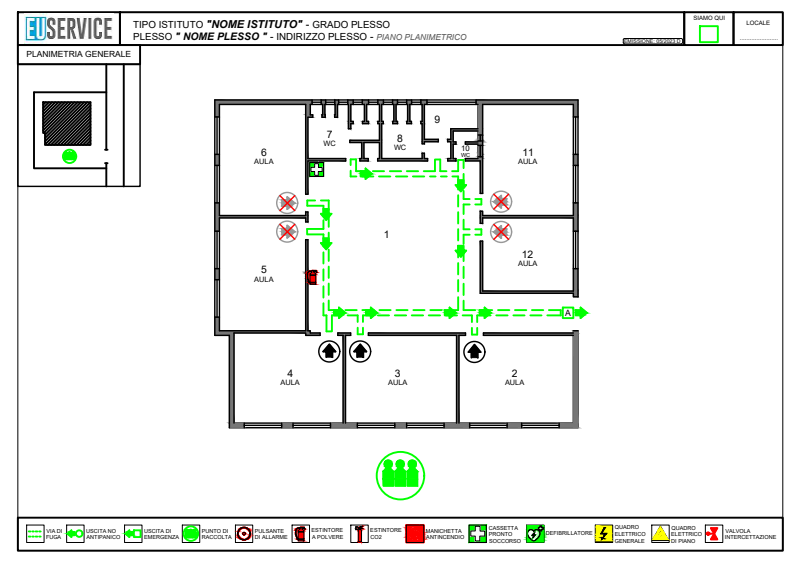 EUSERVICE
TIPO ISTITUTO "NOME ISTITUTO" - GRADO PLESSO
PLESSO " NOME PLESSO " - INDIRIZZO PLESSO - PIANO PLANIMETRICO
EMISSIONE: 05/2023
SIAMO QUI
LOCALE
PLANIMETRIA GENERALE
6
AULA
7
WC
8
WC
9
10
WC
11
AULA
1
5
AULA
12
AULA
A
4
AULA
3
AULA
2
AULA
VIA DI
FUGA
USCITA NO
ANTIPANICO
USCITA DI
EMERGENZA
PUNTO DI
RACCOLTA
PULSANTE
DI ALLARME
ESTINTORE
A POLVERE
ESTINTORE
CO2
MANICHETTA
ANTINCENDIO
CASSETTA
PRONTO
SOCCORSO
DEFIBRILLATORE
QUADRO
ELETTRICO
GENERALE
QUADRO
ELETTRICO
DI PIANO
VALVOLA
INTERCETTAZIONE